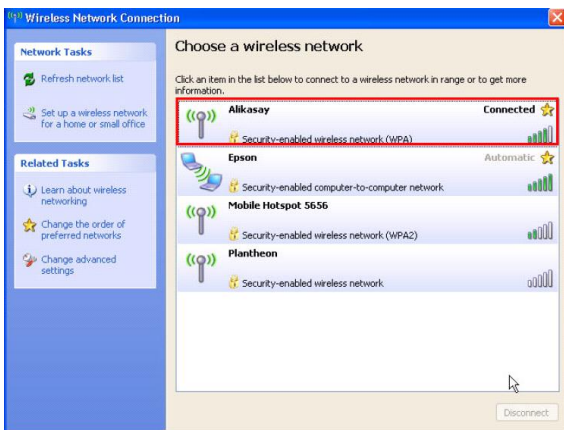 Wireless Network Connection
Network Tasks
Refresh network list
Set up a wireless network
for a home or small office
Related Tasks
Learn about wireless
networking
Change the order of
preferred networks
Change advanced
settings
Choose a wireless network
Click an item in the list below to connect to a wireless network in range or to get more
information.
Alikasay Connected
Security-enabled wireless network (WPA)
Epson Automatic
Security-enabled computer-to-computer network
Mobile Hotspot 5656
Security-enabled wireless network (WPA2)
Plantheon
Security-enabled wireless network
Disconnect